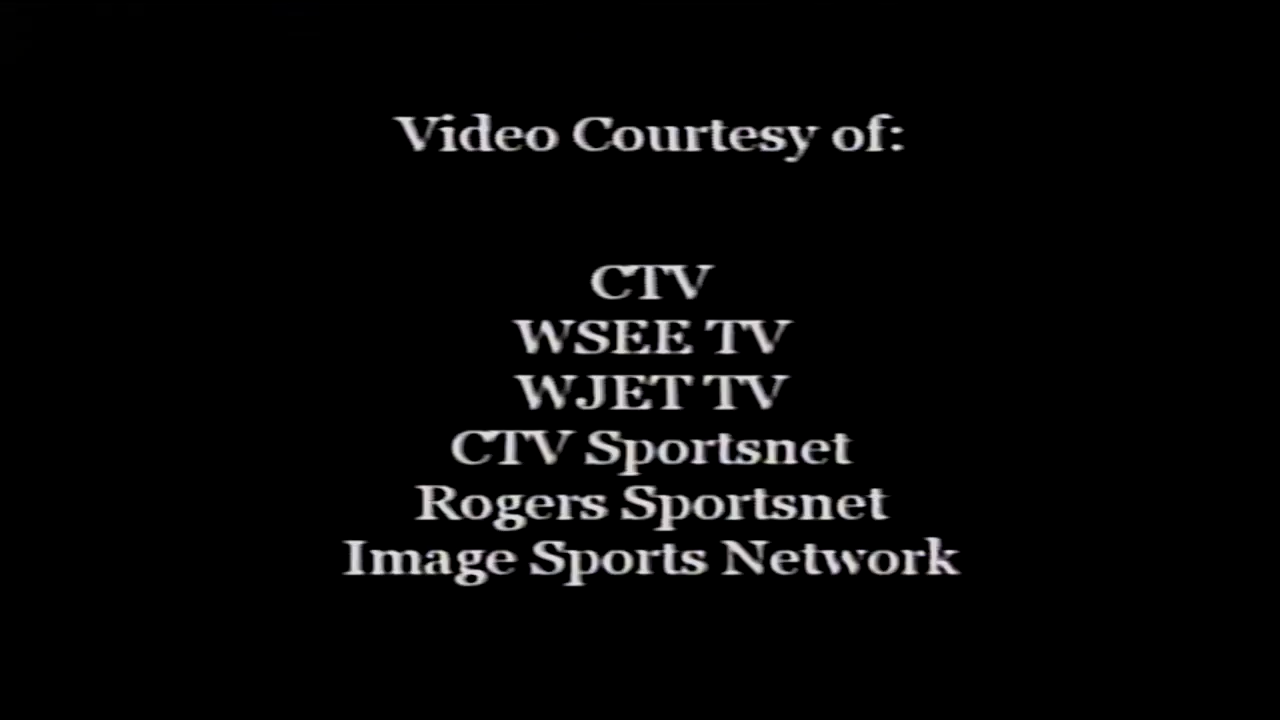 Video Courtesy of:
CTV
WSEE TV
WJET TV
CTV Sportsnet
Rogers Sportsnet
Image Sports Network